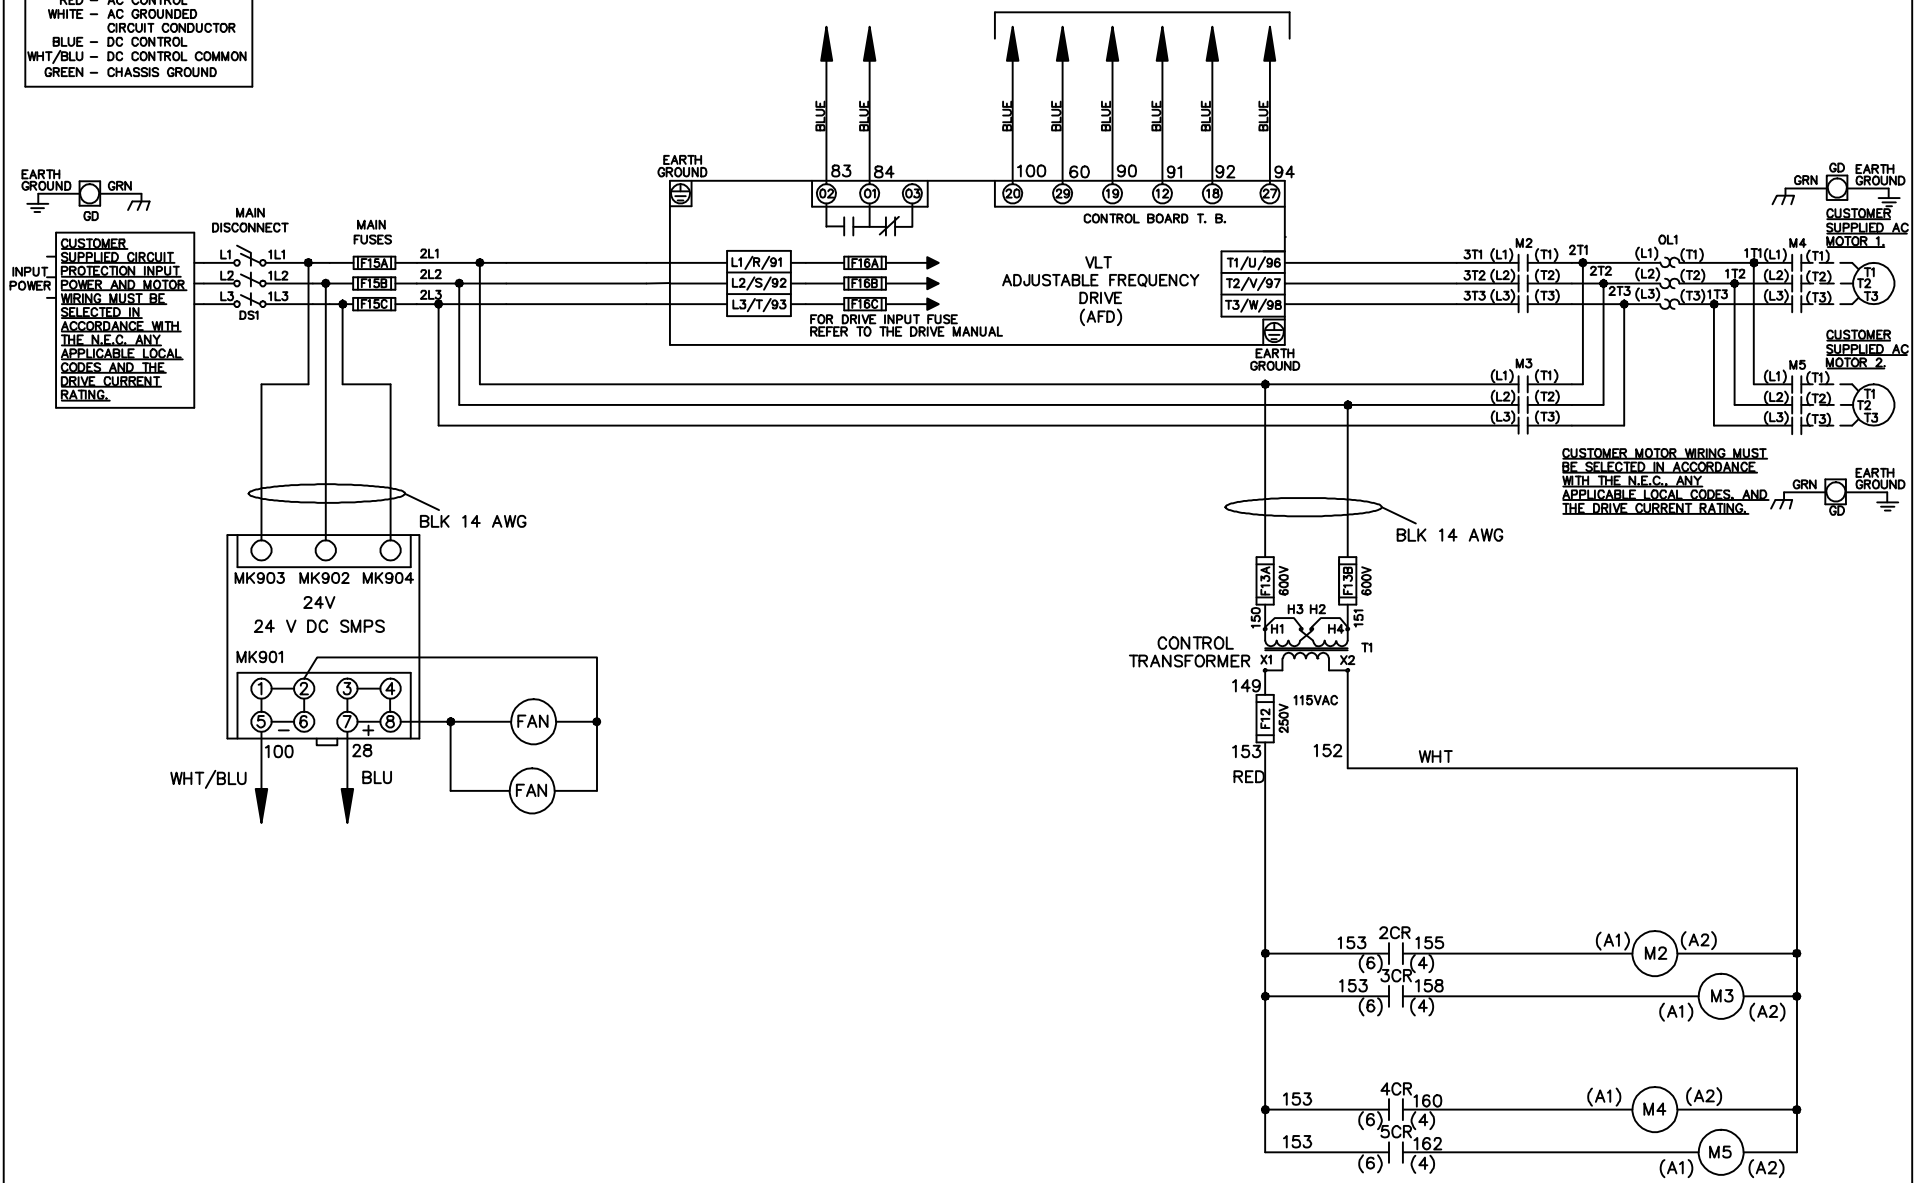 RED – AC CONTROL
WHITE – AC GROUNDED
CIRCUIT CONDUCTOR
BLUE – DC CONTROL
WHT/BLU – DC CONTROL COMMON
GREEN – CHASSIS GROUND
BLUE
BLUE
BLUE
BLUE
BLUE
BLUE
BLUE
BLUE
EARTH
GROUND
GRN
GD
EARTH
GROUND
83 84
02 01 03
100 60 90 91 92 94
20 29 19 12 18 27
CONTROL BOARD T. B.
GD
GRN
EARTH
GROUND
INPUT
POWER
CUSTOMER
SUPPLIED CIRCUIT
PROTECTION INPUT
POWER AND MOTOR
WIRING MUST BE
SELECTED IN
ACCORDANCE WITH
THE N.E.C. ANY
APPLICABLE LOCAL
CODES AND THE
DRIVE CURRENT
RATING.
MAIN
DISCONNECT
L1 1L1
L2 1L2
L3 1L3
DS1
MAIN
FUSES
F15A 2L1
F15B 2L2
F15C 2L3
L1/R/91 F16A
L2/S/92 F16B
L3/T/93 F16C
FOR DRIVE INPUT FUSE
REFER TO THE DRIVE MANUAL
VLT
ADJUSTABLE FREQUENCY
DRIVE
(AFD)
T1/U/96
T2/V/97
T3/W/98
EARTH
GROUND
M2
3T1 (L1) (T1) 2T1
3T2 (L2) (T2) 2T2
3T3 (L3) (T3) 2T3
OL1
(L1) (T1) 1T1
(L2) (T2) 1T2
(L3) (T3) 1T3
M4
(L1) (T1)
(L2) (T2)
(L3) (T3)
CUSTOMER
SUPPLIED AC
MOTOR 1.
T1
T2
T3
M3
(L1) (T1)
(L2) (T2)
(L3) (T3)
CUSTOMER
SUPPLIED AC
MOTOR 2.
M5
(L1) (T1)
(L2) (T2)
(L3) (T3)
T1
T2
T3
CUSTOMER MOTOR WIRING MUST
BE SELECTED IN ACCORDANCE
WITH THE N.E.C., ANY
APPLICABLE LOCAL CODES, AND
THE DRIVE CURRENT RATING.
GRN
GD
EARTH
GROUND
BLK 14 AWG
MK903 MK902 MK904
24V
24 V DC SMPS
MK901
1 2 3 4
5 6 7 8
– +
100 28
WHT/BLU BLU
FAN
FAN
BLK 14 AWG
F13A 600V
F13B 600V
150 151
H3 H2
H1 H4
T1
CONTROL
TRANSFORMER
X1 X2
149
115VAC
F12 250V
153 152
RED WHT
2CR
153 155
(6) (4)
(A1) M2 (A2)
3CR
153 158
(6) (4)
(A1) M3 (A2)
4CR
153 160
(6) (4)
(A1) M4 (A2)
5CR
153 162
(6) (4)
(A1) M5 (A2)